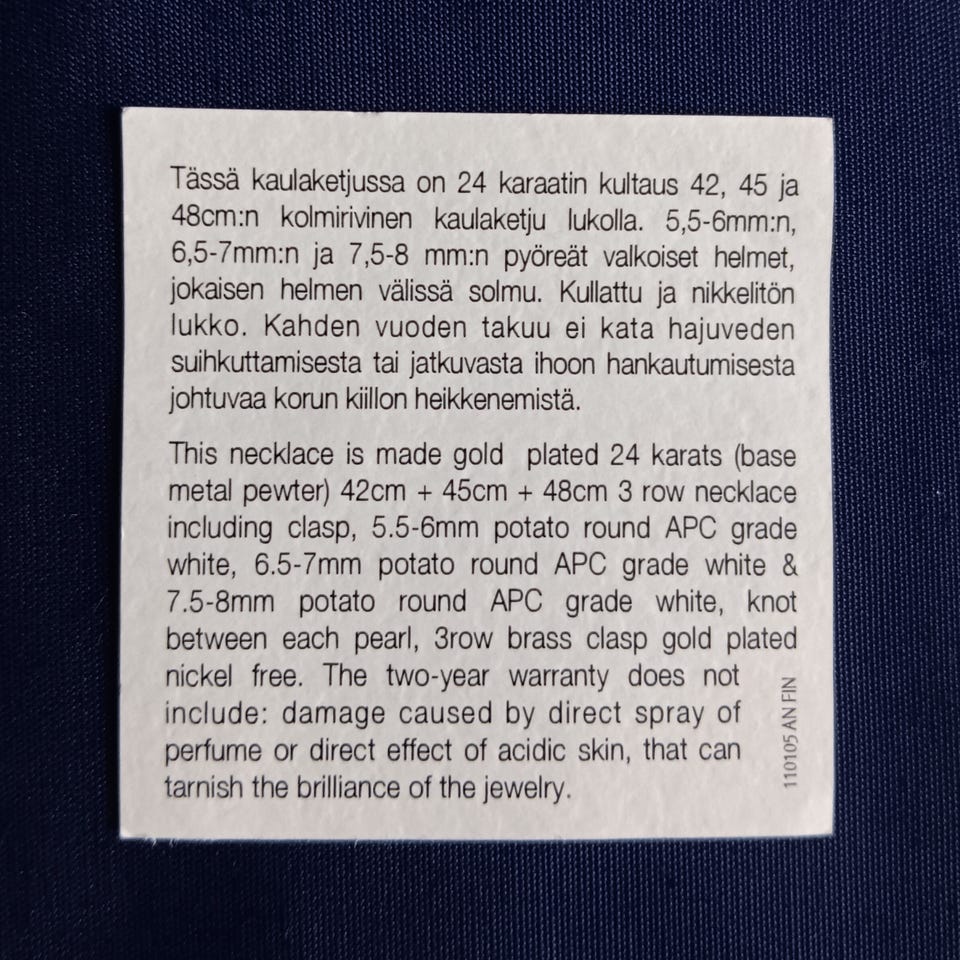 Tässä kaulaketjussa on 24 karaatin kultaus 42, 45 ja
48cm:n kolmirivinen kaulaketju lukolla. 5,5-6mm:n,
6,5-7mm:n ja 7,5-8 mm:n pyöreät valkoiset helmet,
jokaisen helmen välissä solmu. Kullattu ja nikkelitön
lukko. Kahden vuoden takuu ei kata hajuveden
suihkuttamisesta tai jatkuvasta ihoon hankautumisesta
johtuvaa korun kiillon heikkenemistä.
This necklace is made gold plated 24 karats (base
metal pewter) 42cm + 45cm + 48cm 3 row necklace
including clasp, 5.5-6mm potato round APC grade
white, 6.5-7mm potato round APC grade white &
7.5-8mm potato round APC grade white, knot
between each pearl, 3row brass clasp gold plated
nickel free. The two-year warranty does not
include: damage caused by direct spray of
perfume or direct effect of acidic skin, that can
tarnish the brilliance of the jewelry.
110105 AN FIN